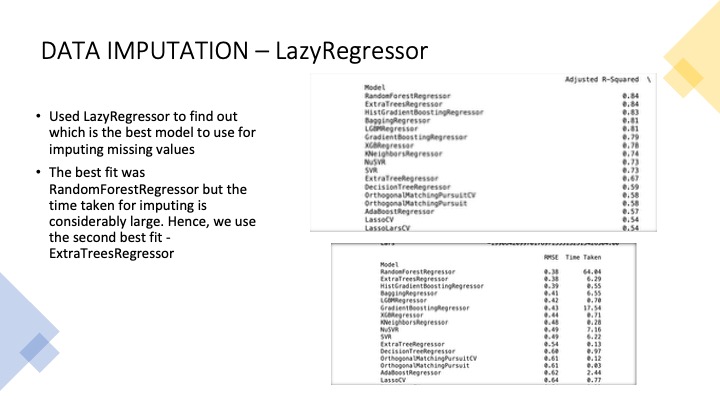 DATA IMPUTATION – LazyRegressor
• Used LazyRegressor to find out
which is the best model to use for
imputing missing values
• The best fit was
RandomForestRegressor but the
time taken for imputing is
considerably large. Hence, we use
the second best fit -
ExtraTreesRegressor
Adjusted R-Squared \
Model
RandomForestRegressor 0.84
ExtraTreesRegressor 0.84
HistGradientBoostingRegressor 0.83
BaggingRegressor 0.81
LGBMRegressor 0.81
GradientBoostingRegressor 0.79
XGBRegressor 0.78
KNeighborsRegressor 0.74
NuSVR 0.73
SVR 0.73
ExtraTreeRegressor 0.67
DecisionTreeRegressor 0.59
OrthogonalMatchingPursuitCV 0.58
OrthogonalMatchingPursuit 0.58
AdaBoostRegressor 0.57
LassoCV 0.54
LassoLarsCV 0.54
RMSE Time Taken
Model
RandomForestRegressor 0.38 64.04
ExtraTreesRegressor 0.38 6.29
HistGradientBoostingRegressor 0.39 0.55
BaggingRegressor 0.41 6.55
LGBMRegressor 0.42 0.70
GradientBoostingRegressor 0.43 17.54
XGBRegressor 0.44 0.71
KNeighborsRegressor 0.48 0.28
NuSVR 0.49 7.16
SVR 0.49 6.22
ExtraTreeRegressor 0.54 0.13
DecisionTreeRegressor 0.60 0.97
OrthogonalMatchingPursuitCV 0.61 0.12
OrthogonalMatchingPursuit 0.61 0.03
AdaBoostRegressor 0.62 2.44
LassoCV 0.64 0.77